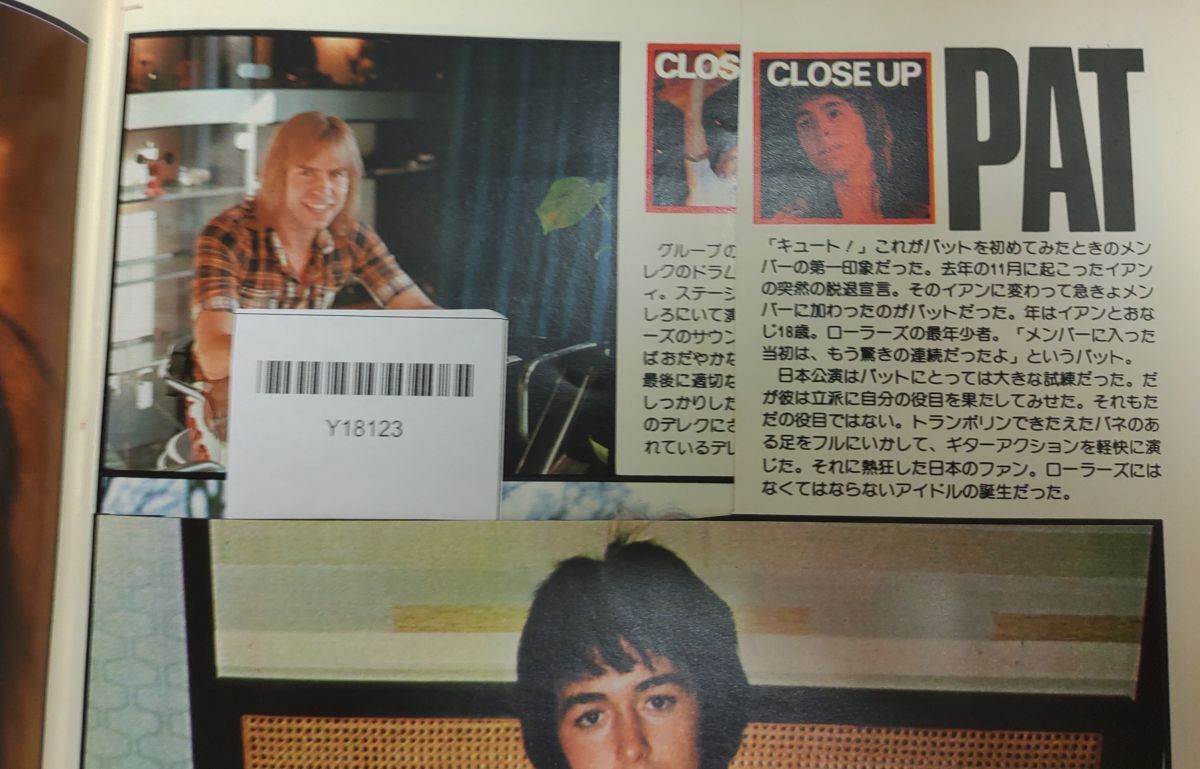 CLOS
グループの
レクのドラム
ィ。ステージ
しろにいて演
ーズのサウン
ばおだやかな
最後に適切な
しっかりした
のデレクにさ
れているデレ
CLOSE UP
PAT
「キュート！」これがパットを初めてみたときのメン
バーの第一印象だった。去年の11月に起こったイアン
の突然の脱退宣言。そのイアンに変わって急きょメン
バーに加わったのがパットだった。年はイアンとおな
じ18歳。ローラーズの最年少者。「メンバーに入った
当初は、もう驚きの連続だったよ」というパット。
日本公演はパットにとっては大きな試練だった。だ
が彼は立派に自分の役目を果たしてみせた。それもた
だの役目ではない。トランポリンできたえたバネのあ
る足をフルにいかして、ギターアクションを軽快に演
じた。それに熱狂した日本のファン。ローラーズには
なくてはならないアイドルの誕生だった。
Y18123